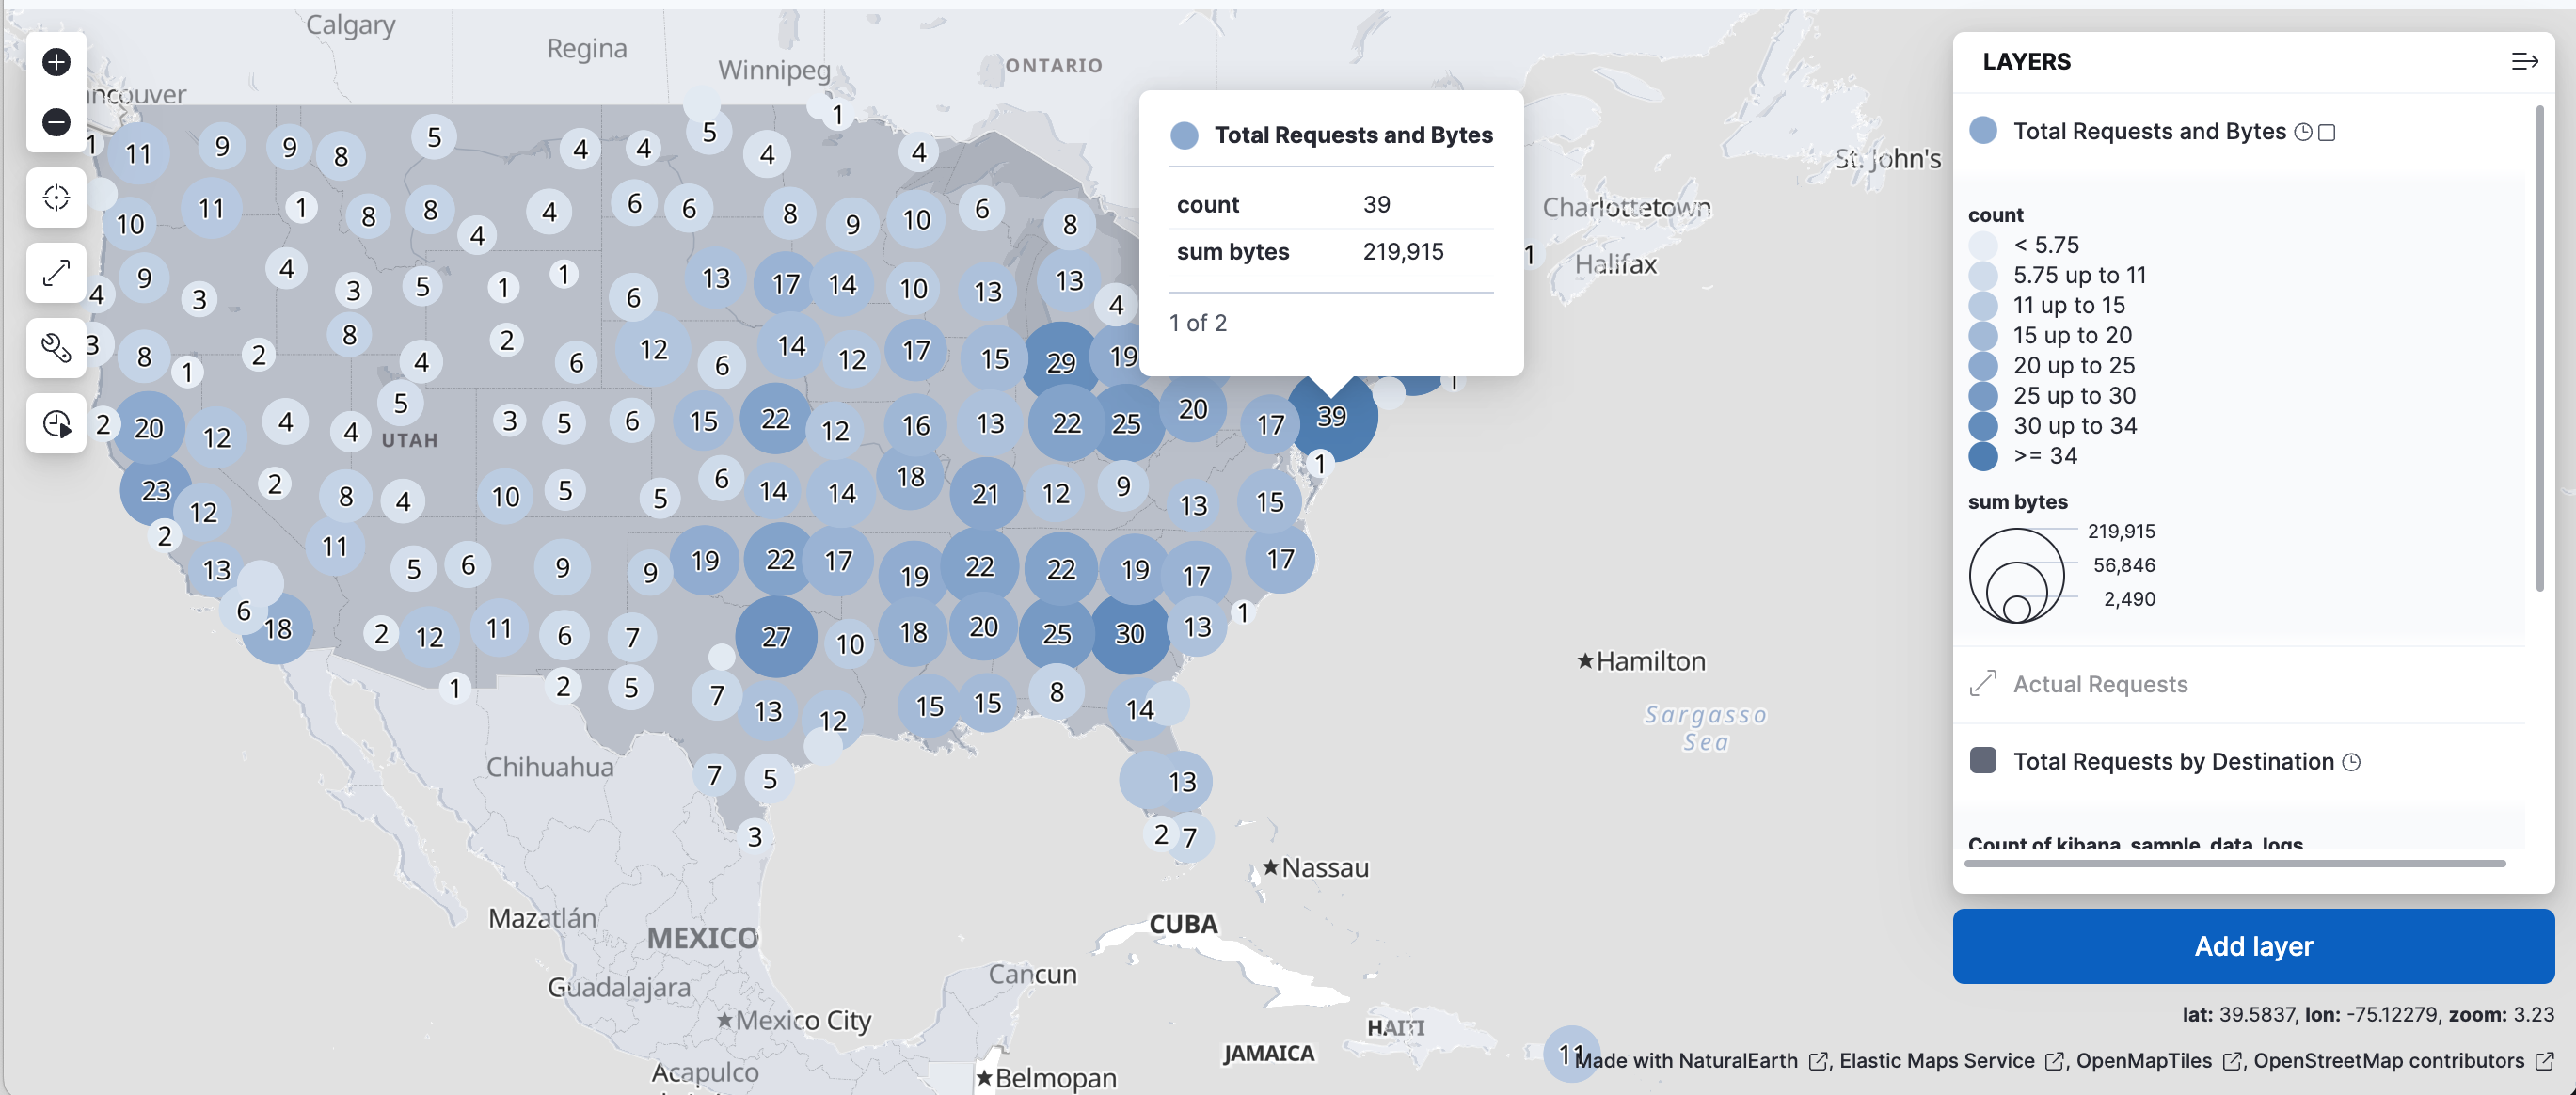 Calgary
Regina
Winnipeg
ONTARIO
ncouver
St. John's
Charlottetown
Halifax
1
11 9 9 8 5 4 4 5 4 1 4
10 11 1 8 8 4 4 6 6 8 9 10 6 8
4 9 3 4 3 5 1 1 6 13 17 14 10 13 13 4 1
3 8 1 2 8 4 2 6 12 6 14 12 17 15 29 19 1
2 20 12 4 4 5 3 5 6 15 22 12 16 13 22 25 20 17 39
UTAH
23 12 2 8 4 10 5 5 6 14 14 18 21 12 9 13 15 1
2 13 11 5 6 9 9 19 22 17 19 22 22 19 17 17
6 18 2 12 11 6 7 27 10 18 20 25 30 13 1
1 2 5 7 13 12 15 15 8 14
7 5 13
3 2 7
Total Requests and Bytes
count 39
sum bytes 219,915
1 of 2
Hamilton
Sargasso
Sea
Chihuahua
Nassau
Mazatlán
MEXICO
CUBA
Guadalajara
Cancun
Mexico City
HAITI
JAMAICA
Acapulco
Belmopan
11
LAYERS
Total Requests and Bytes
count
< 5.75
5.75 up to 11
11 up to 15
15 up to 20
20 up to 25
25 up to 30
30 up to 34
>= 34
sum bytes
219,915
56,846
2,490
Actual Requests
Total Requests by Destination
Count of kibana_sample_data_logs
Add layer
lat: 39.5837, lon: -75.12279, zoom: 3.23
Made with NaturalEarth , Elastic Maps Service , OpenMapTiles , OpenStreetMap contributors